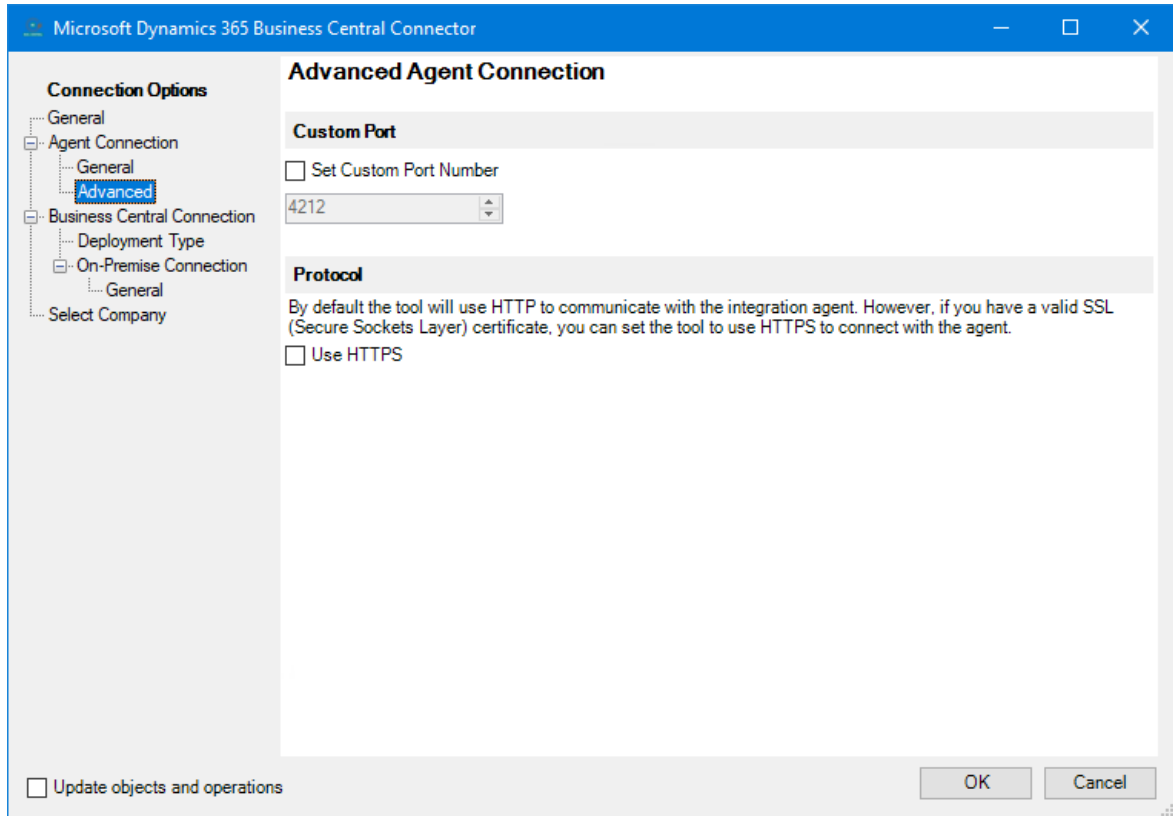 Microsoft Dynamics 365 Business Central Connector
Connection Options
General
Agent Connection
General
Advanced
Business Central Connection
Deployment Type
On-Premise Connection
General
Select Company
Advanced Agent Connection
Custom Port
Set Custom Port Number
4212
Protocol
By default the tool will use HTTP to communicate with the integration agent. However, if you have a valid SSL
(Secure Sockets Layer) certificate, you can set the tool to use HTTPS to connect with the agent.
Use HTTPS
Update objects and operations
OK
Cancel